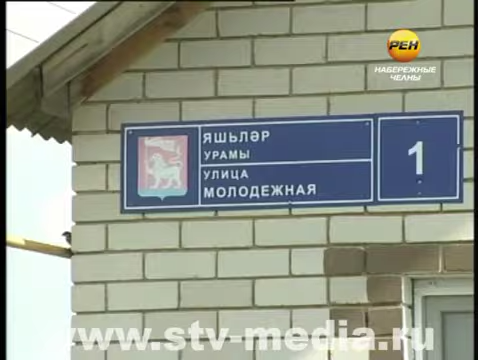 РЕН
НАБЕРЕЖНЫЕ
ЧЕЛНЫ
ЯШЬЛӘР
УРАМЫ
УЛИЦА
МОЛОДЕЖНАЯ
1
www.stv-media.ru